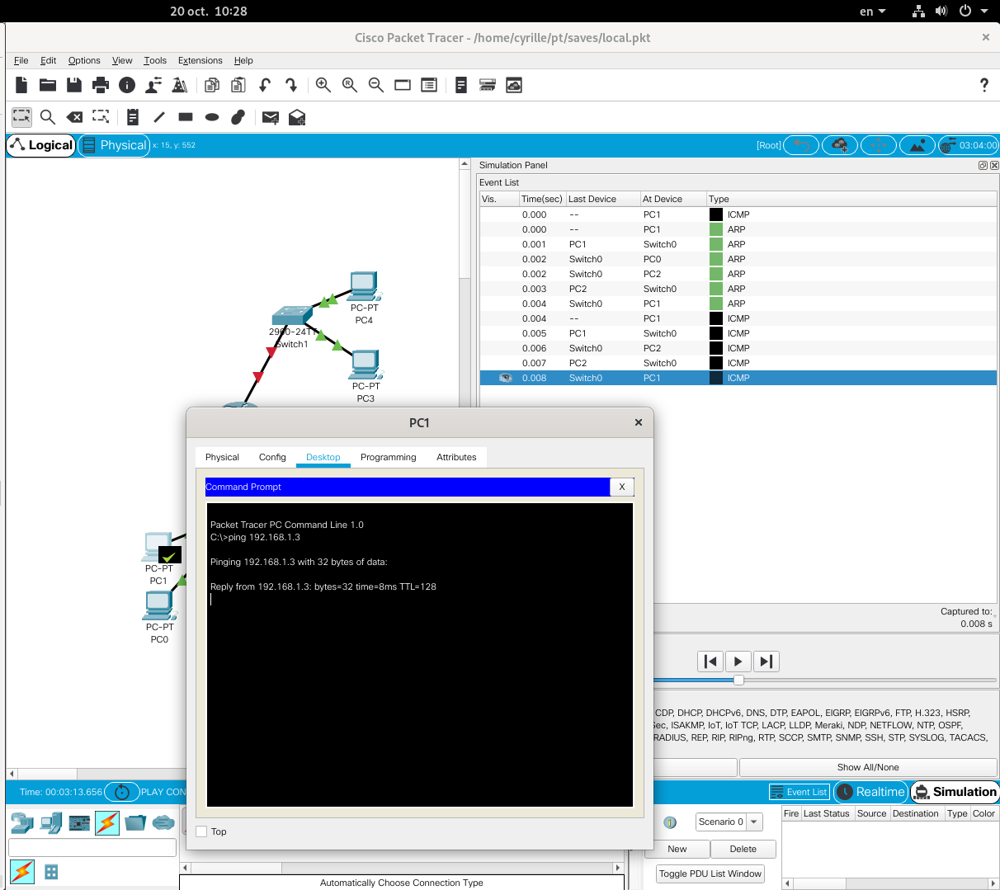 20 oct. 10:28
en
Cisco Packet Tracer - /home/cyrille/pt/saves/local.pkt
File Edit Options View Tools Extensions Help
Logical Physical x: 15, y: 552 [Root] 03:04:00
Simulation Panel
Event List
Vis. Time(sec) Last Device At Device Type
0.000 -- PC1 ICMP
0.000 -- PC1 ARP
0.001 PC1 Switch0 ARP
0.002 Switch0 PC0 ARP
0.002 Switch0 PC2 ARP
0.003 PC2 Switch0 ARP
0.004 Switch0 PC1 ARP
0.004 -- PC1 ICMP
0.005 PC1 Switch0 ICMP
0.006 Switch0 PC2 ICMP
0.007 PC2 Switch0 ICMP
0.008 Switch0 PC1 ICMP
PC-PT
PC4
2960-24TT
Switch1
PC-PT
PC3
PC-PT
PC1
PC-PT
PC0
PC1
Physical Config Desktop Programming Attributes
Command Prompt X
Packet Tracer PC Command Line 1.0
C:\>ping 192.168.1.3
Pinging 192.168.1.3 with 32 bytes of data:
Reply from 192.168.1.3: bytes=32 time=8ms TTL=128
Top
Captured to:
0.008 s
CDP, DHCP, DHCPv6, DNS, DTP, EAPOL, EIGRP, EIGRPv6, FTP, H.323, HSRP,
Sec, ISAKMP, IoT, IoT TCP, LACP, LLDP, Meraki, NDP, NETFLOW, NTP, OSPF,
RADIUS, REP, RIP, RIPng, RTP, SCCP, SMTP, SNMP, SSH, STP, SYSLOG, TACACS,
Show All/None
Time: 00:03:13.656 PLAY CON
Event List Realtime Simulation
Scenario 0
New Delete
Toggle PDU List Window
Fire Last Status Source Destination Type Color
Automatically Choose Connection Type